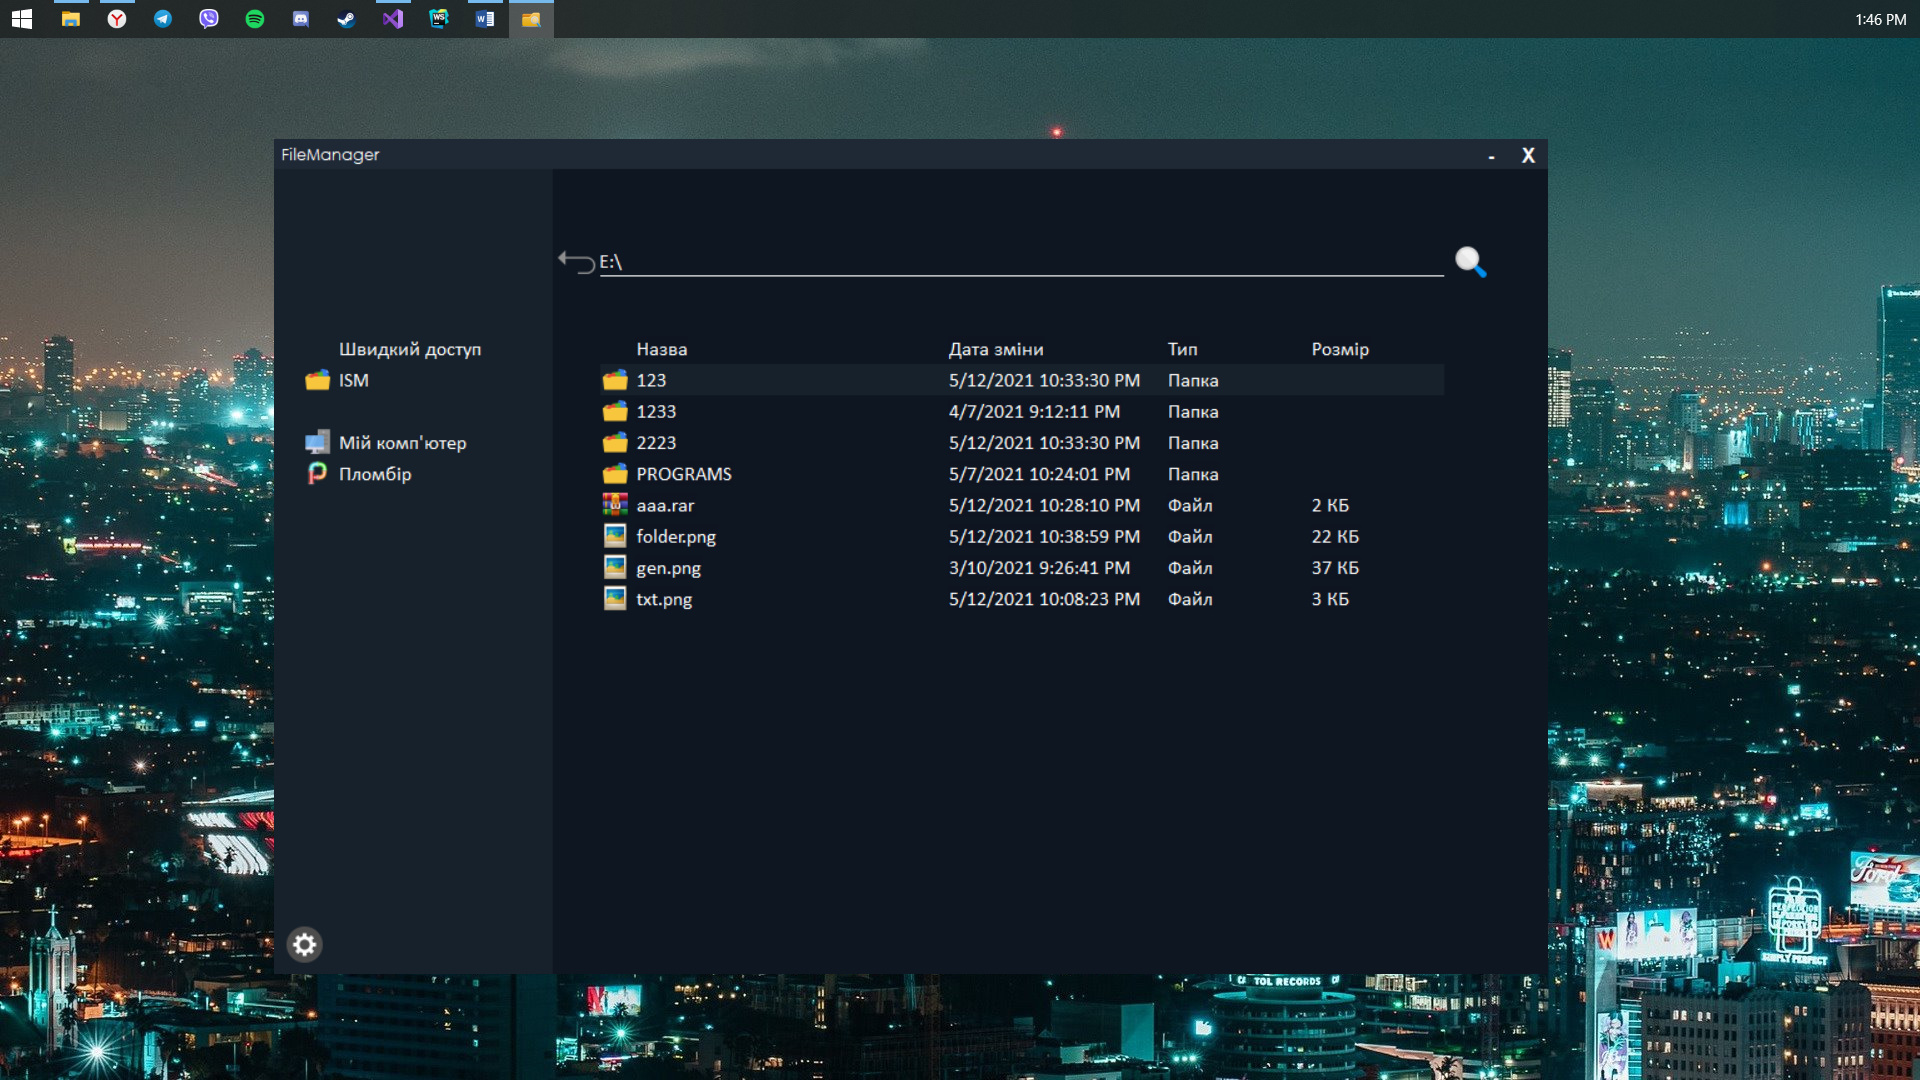 1:46 PM
FileManager - X
E:\
Швидкий доступ
ISM
Мій комп'ютер
Пломбір
Назва Дата зміни Тип Розмір
123 5/12/2021 10:33:30 PM Папка
1233 4/7/2021 9:12:11 PM Папка
2223 5/12/2021 10:33:30 PM Папка
PROGRAMS 5/7/2021 10:24:01 PM Папка
aaa.rar 5/12/2021 10:28:10 PM Файл 2 КБ
folder.png 5/12/2021 10:38:59 PM Файл 22 КБ
gen.png 3/10/2021 9:26:41 PM Файл 37 КБ
txt.png 5/12/2021 10:08:23 PM Файл 3 КБ
Ford
SIMPLY PERFECT
W
TOL RECORDS